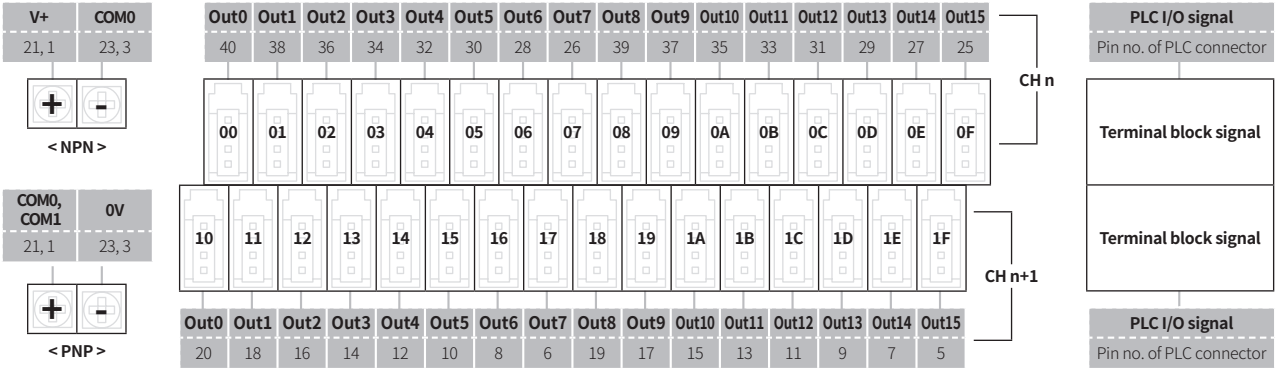 V+ COM0
21, 1 23, 3
+ -
< NPN >
COM0, COM1 0V
21, 1 23, 3
+ -
< PNP >
Out0 Out1 Out2 Out3 Out4 Out5 Out6 Out7 Out8 Out9 Out10 Out11 Out12 Out13 Out14 Out15
40 38 36 34 32 30 28 26 39 37 35 33 31 29 27 25
00 01 02 03 04 05 06 07 08 09 0A 0B 0C 0D 0E 0F
CH n
10 11 12 13 14 15 16 17 18 19 1A 1B 1C 1D 1E 1F
CH n+1
Out0 Out1 Out2 Out3 Out4 Out5 Out6 Out7 Out8 Out9 Out10 Out11 Out12 Out13 Out14 Out15
20 18 16 14 12 10 8 6 19 17 15 13 11 9 7 5
PLC I/O signal
Pin no. of PLC connector
Terminal block signal
Terminal block signal
PLC I/O signal
Pin no. of PLC connector